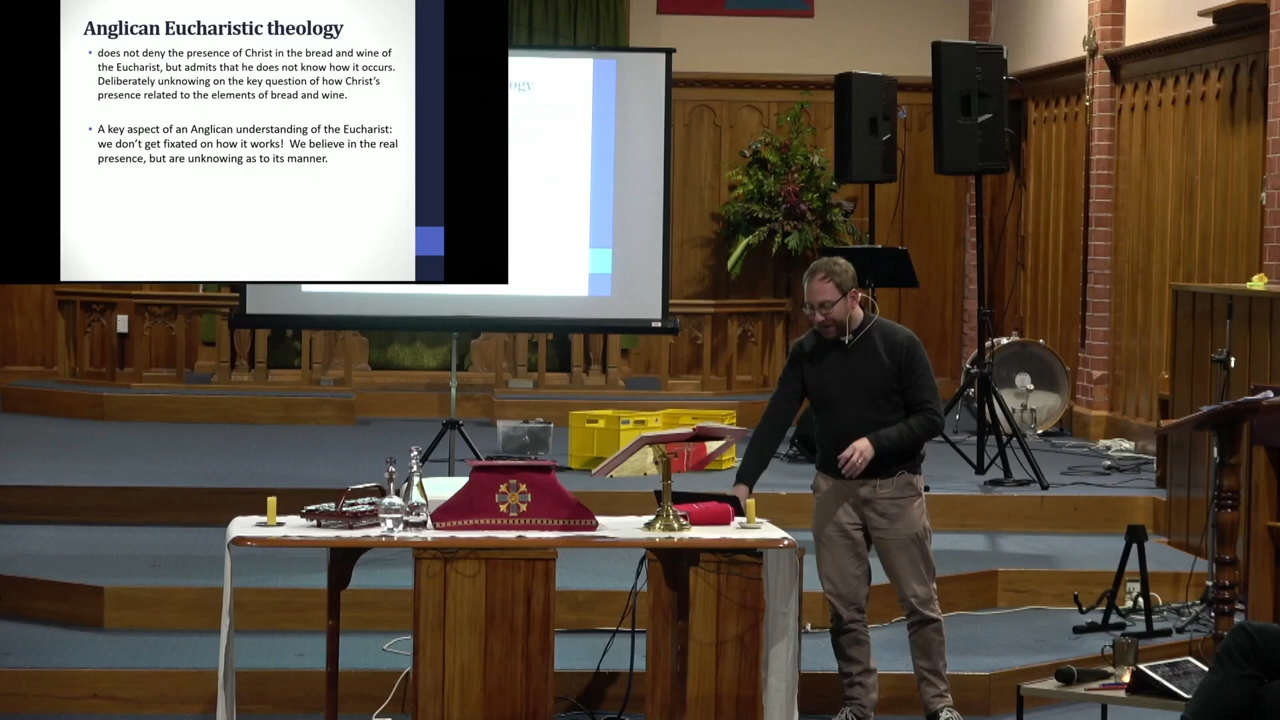 Anglican Eucharistic theology
• does not deny the presence of Christ in the bread and wine of
the Eucharist, but admits that he does not know how it occurs.
Deliberately unknowing on the key question of how Christ's
presence related to the elements of bread and wine.
• A key aspect of an Anglican understanding of the Eucharist:
we don't get fixated on how it works! We believe in the real
presence, but are unknowing as to its manner.
ogy